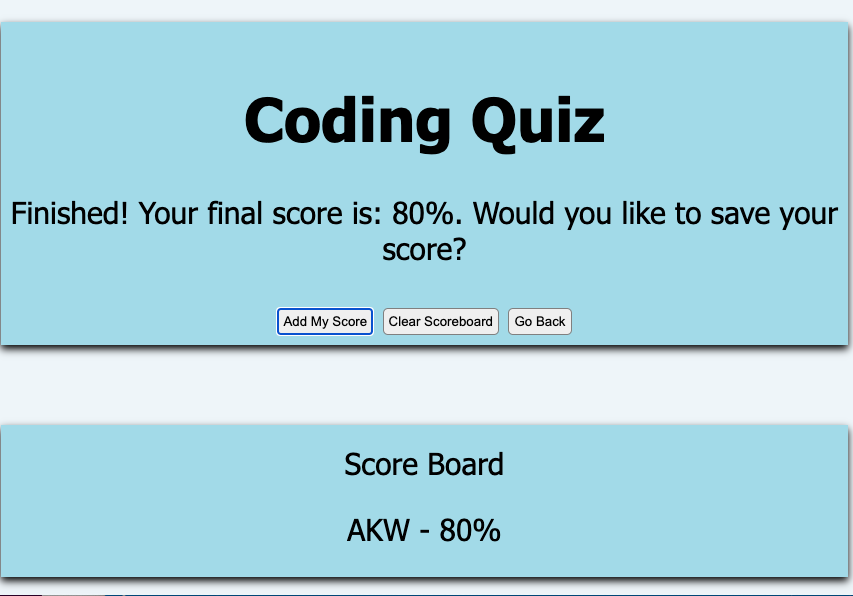 Coding Quiz
Finished! Your final score is: 80%. Would you like to save your
score?
Add My Score Clear Scoreboard Go Back
Score Board
AKW - 80%